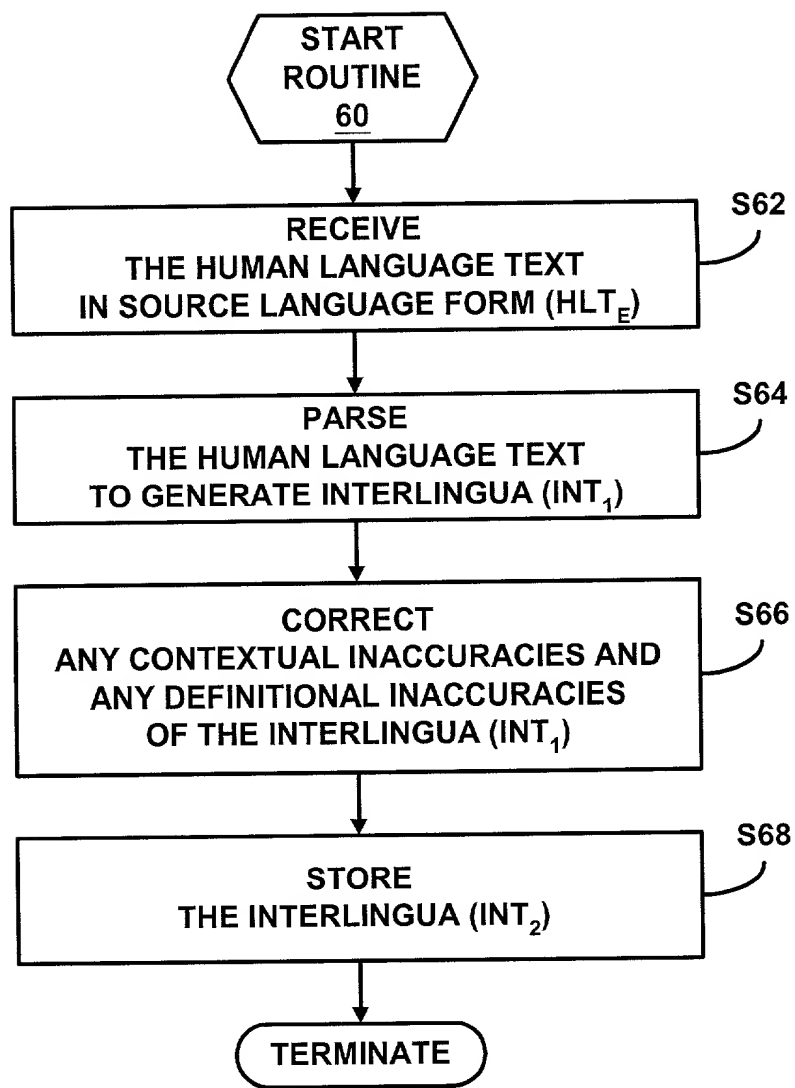 START
ROUTINE
60
S62
RECEIVE
THE HUMAN LANGUAGE TEXT
IN SOURCE LANGUAGE FORM (HLT_E)
S64
PARSE
THE HUMAN LANGUAGE TEXT
TO GENERATE INTERLINGUA (INT_1)
S66
CORRECT
ANY CONTEXTUAL INACCURACIES AND
ANY DEFINITIONAL INACCURACIES
OF THE INTERLINGUA (INT_1)
S68
STORE
THE INTERLINGUA (INT_2)
TERMINATE